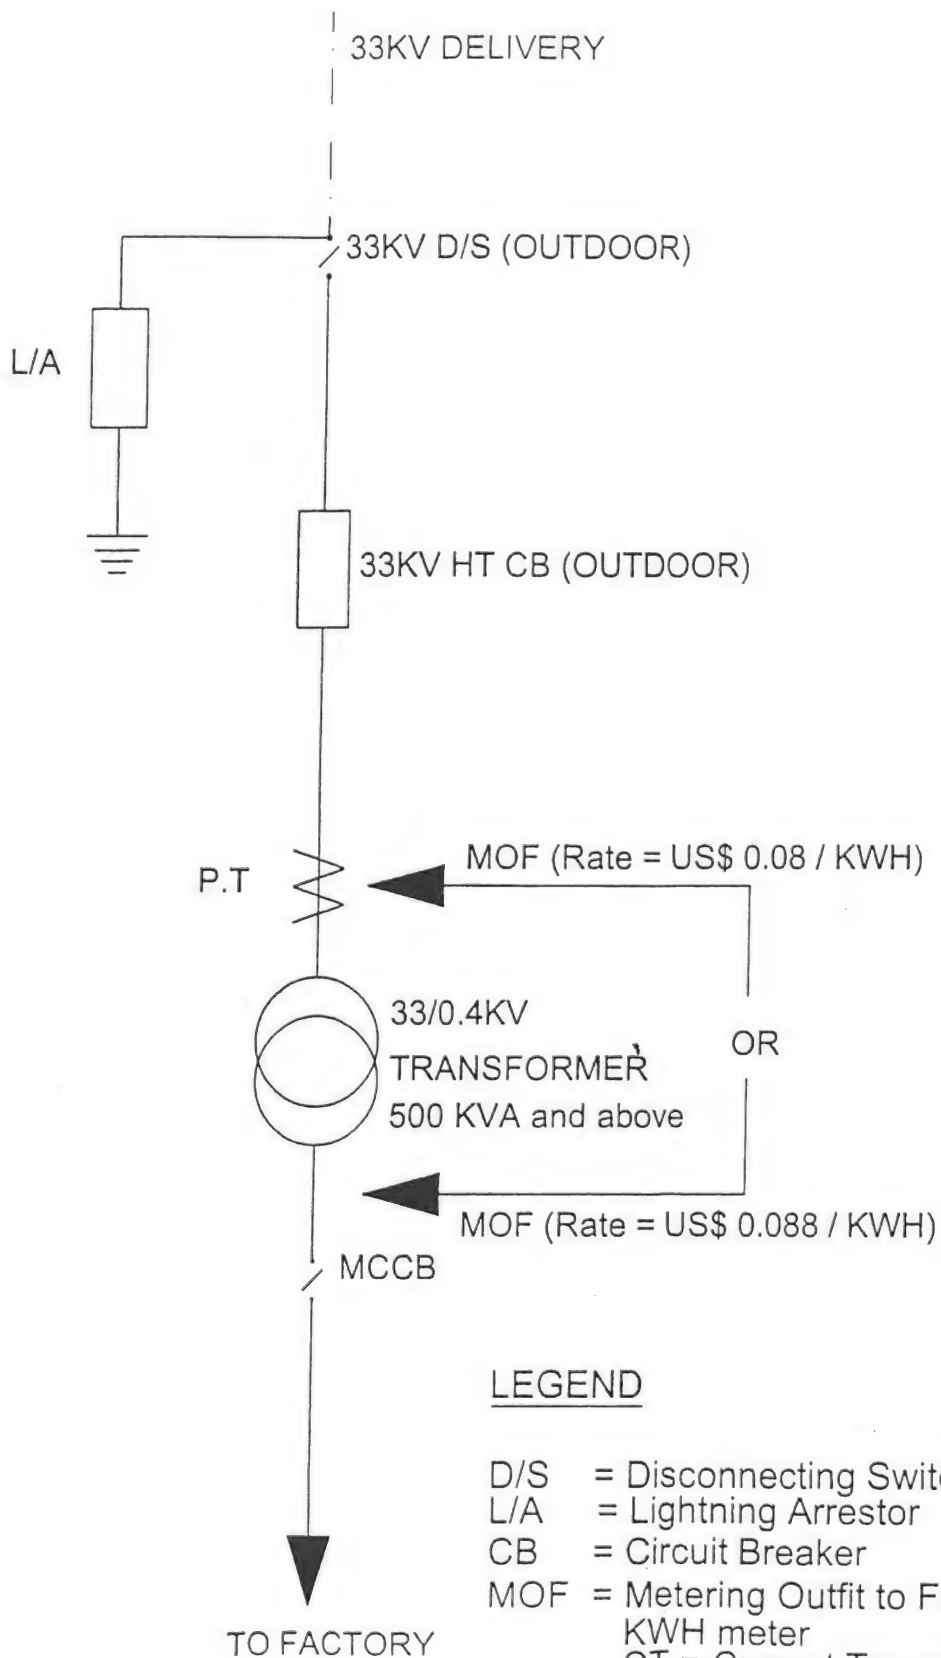 33KV DELIVERY
33KV D/S (OUTDOOR)
L/A
33KV HT CB (OUTDOOR)
MOF (Rate = US$ 0.08 / KWH)
P.T
33/0.4KV
OR
TRANSFORMER
500 KVA and above
MOF (Rate = US$ 0.088 / KWH)
MCCB
LEGEND
D/S = Disconnecting
L/A = Lightning Arrestor
CB = Circuit Breaker
MOF = Metering Outfit to
KWH meter
TO FACTORY